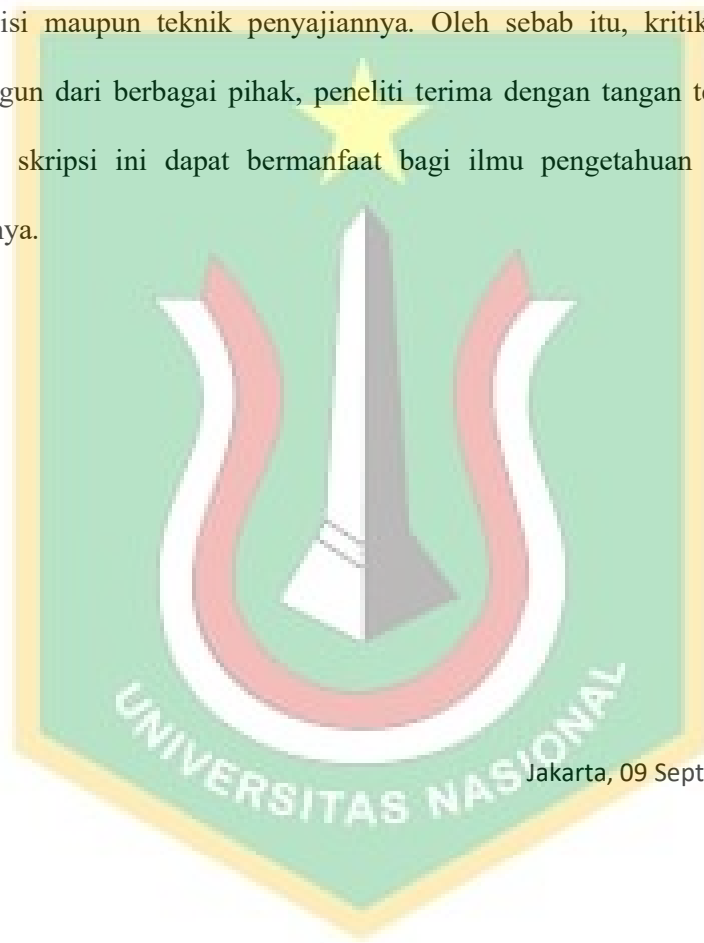 isi maupun teknik penyajiannya. Oleh sebab itu, kritik
gun dari berbagai pihak, peneliti terima dengan tangan
skripsi ini dapat bermanfaat bagi ilmu pengetahuan
nya.
UNIVERSITAS NASIONAL
Jakarta, 09 Sept